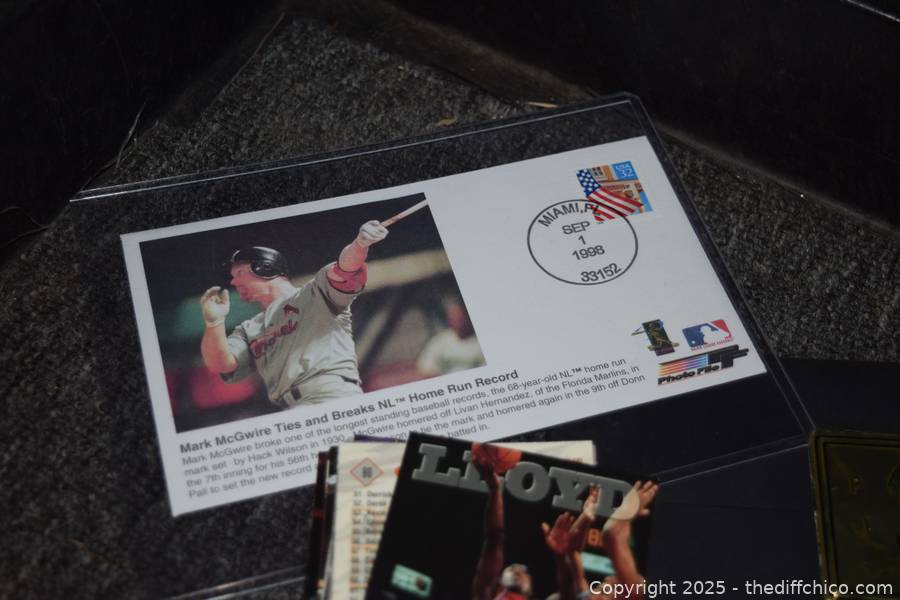 USA
32
MIAMI, FL
SEP
1
1998
33152
Cardinals
Photo File
Mark McGwire Ties and Breaks NL™ Home Run Record
Mark McGwire broke one of the longest standing baseball records, the 68-year-old NL™ home run
mark set by Hack Wilson in 1930. McGwire homered off Livan Hernandez, of the Florida Marlins, in
the 7th inning for his 56th to tie the mark and homered again in the 9th off Donn
Pall to set the new record batted in.
LLOYD
Copyright 2025 - thediffchico.com